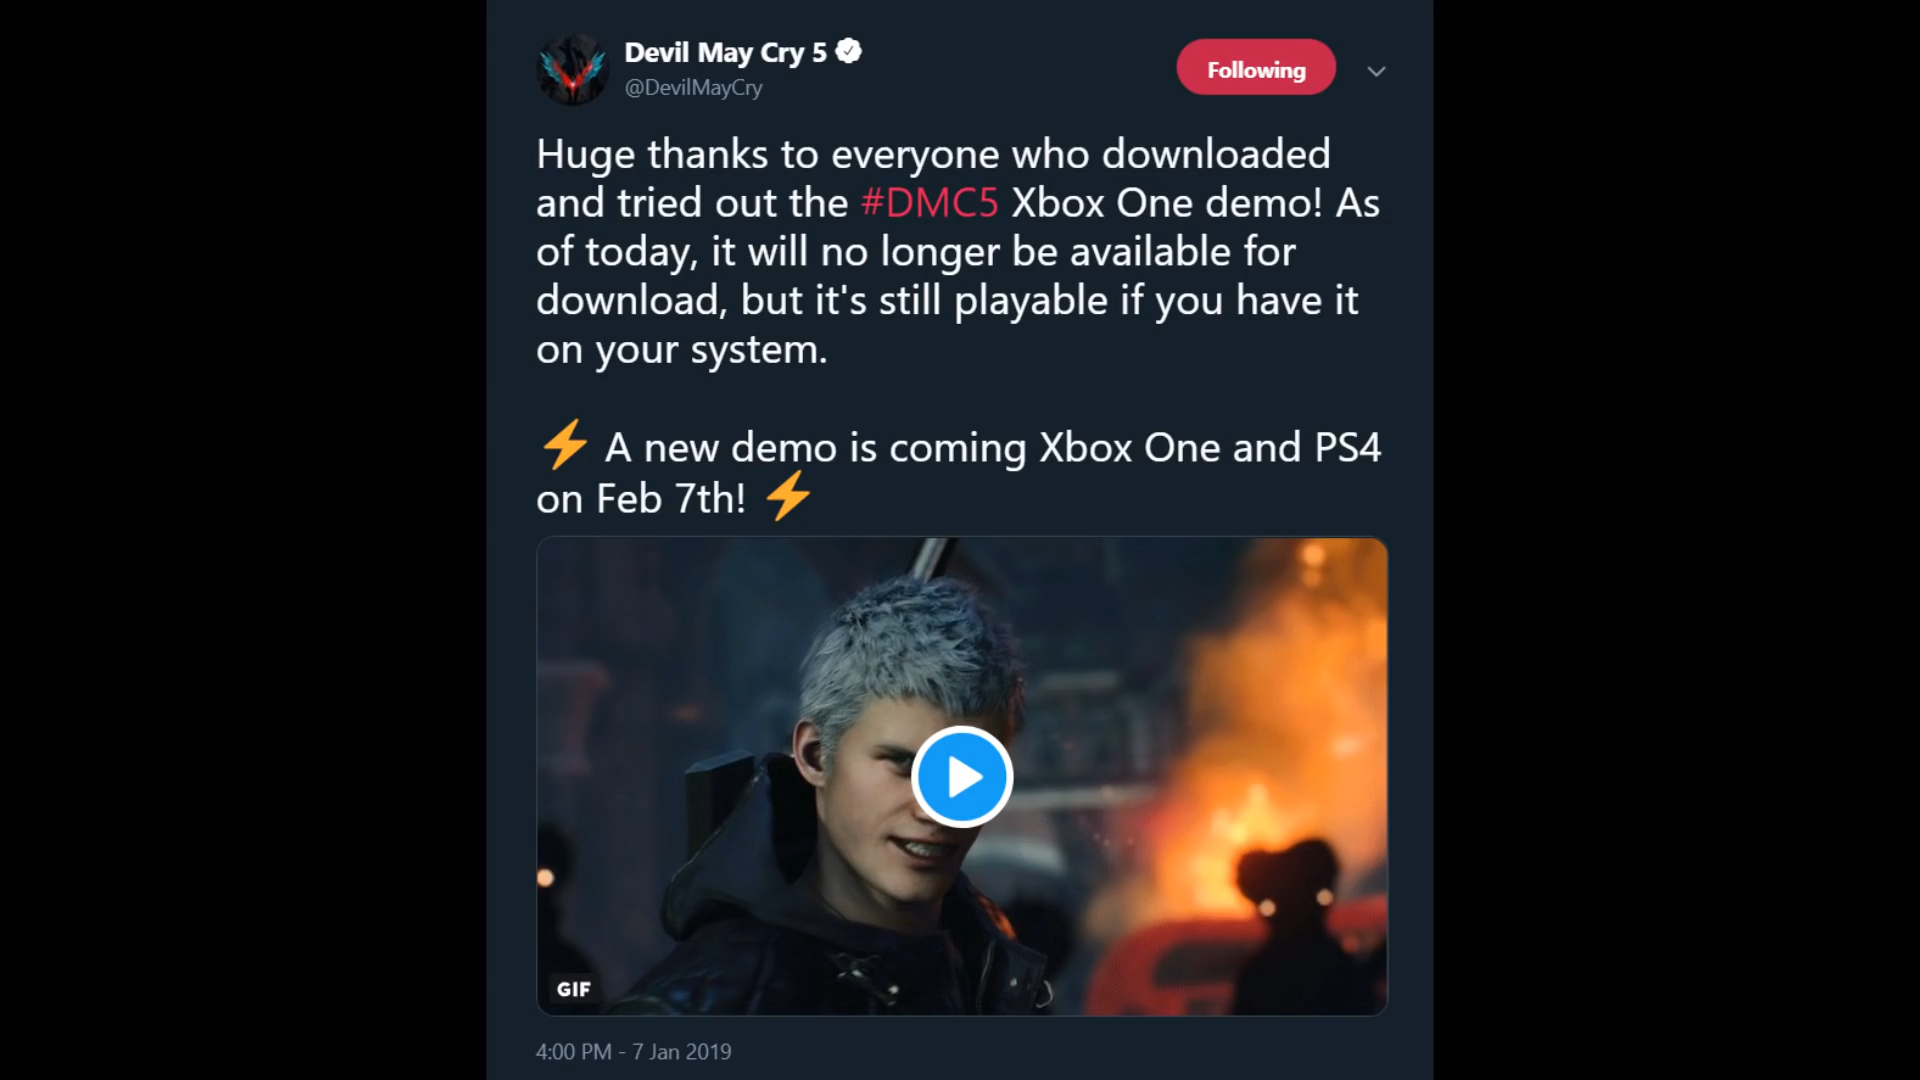 Devil May Cry 5
@DevilMayCry
Following
Huge thanks to everyone who downloaded
and tried out the #DMC5 Xbox One demo! As
of today, it will no longer be available for
download, but it's still playable if you have it
on your system.
⚡ A new demo is coming Xbox One and PS4
on Feb 7th! ⚡
GIF
4:00 PM - 7 Jan 2019